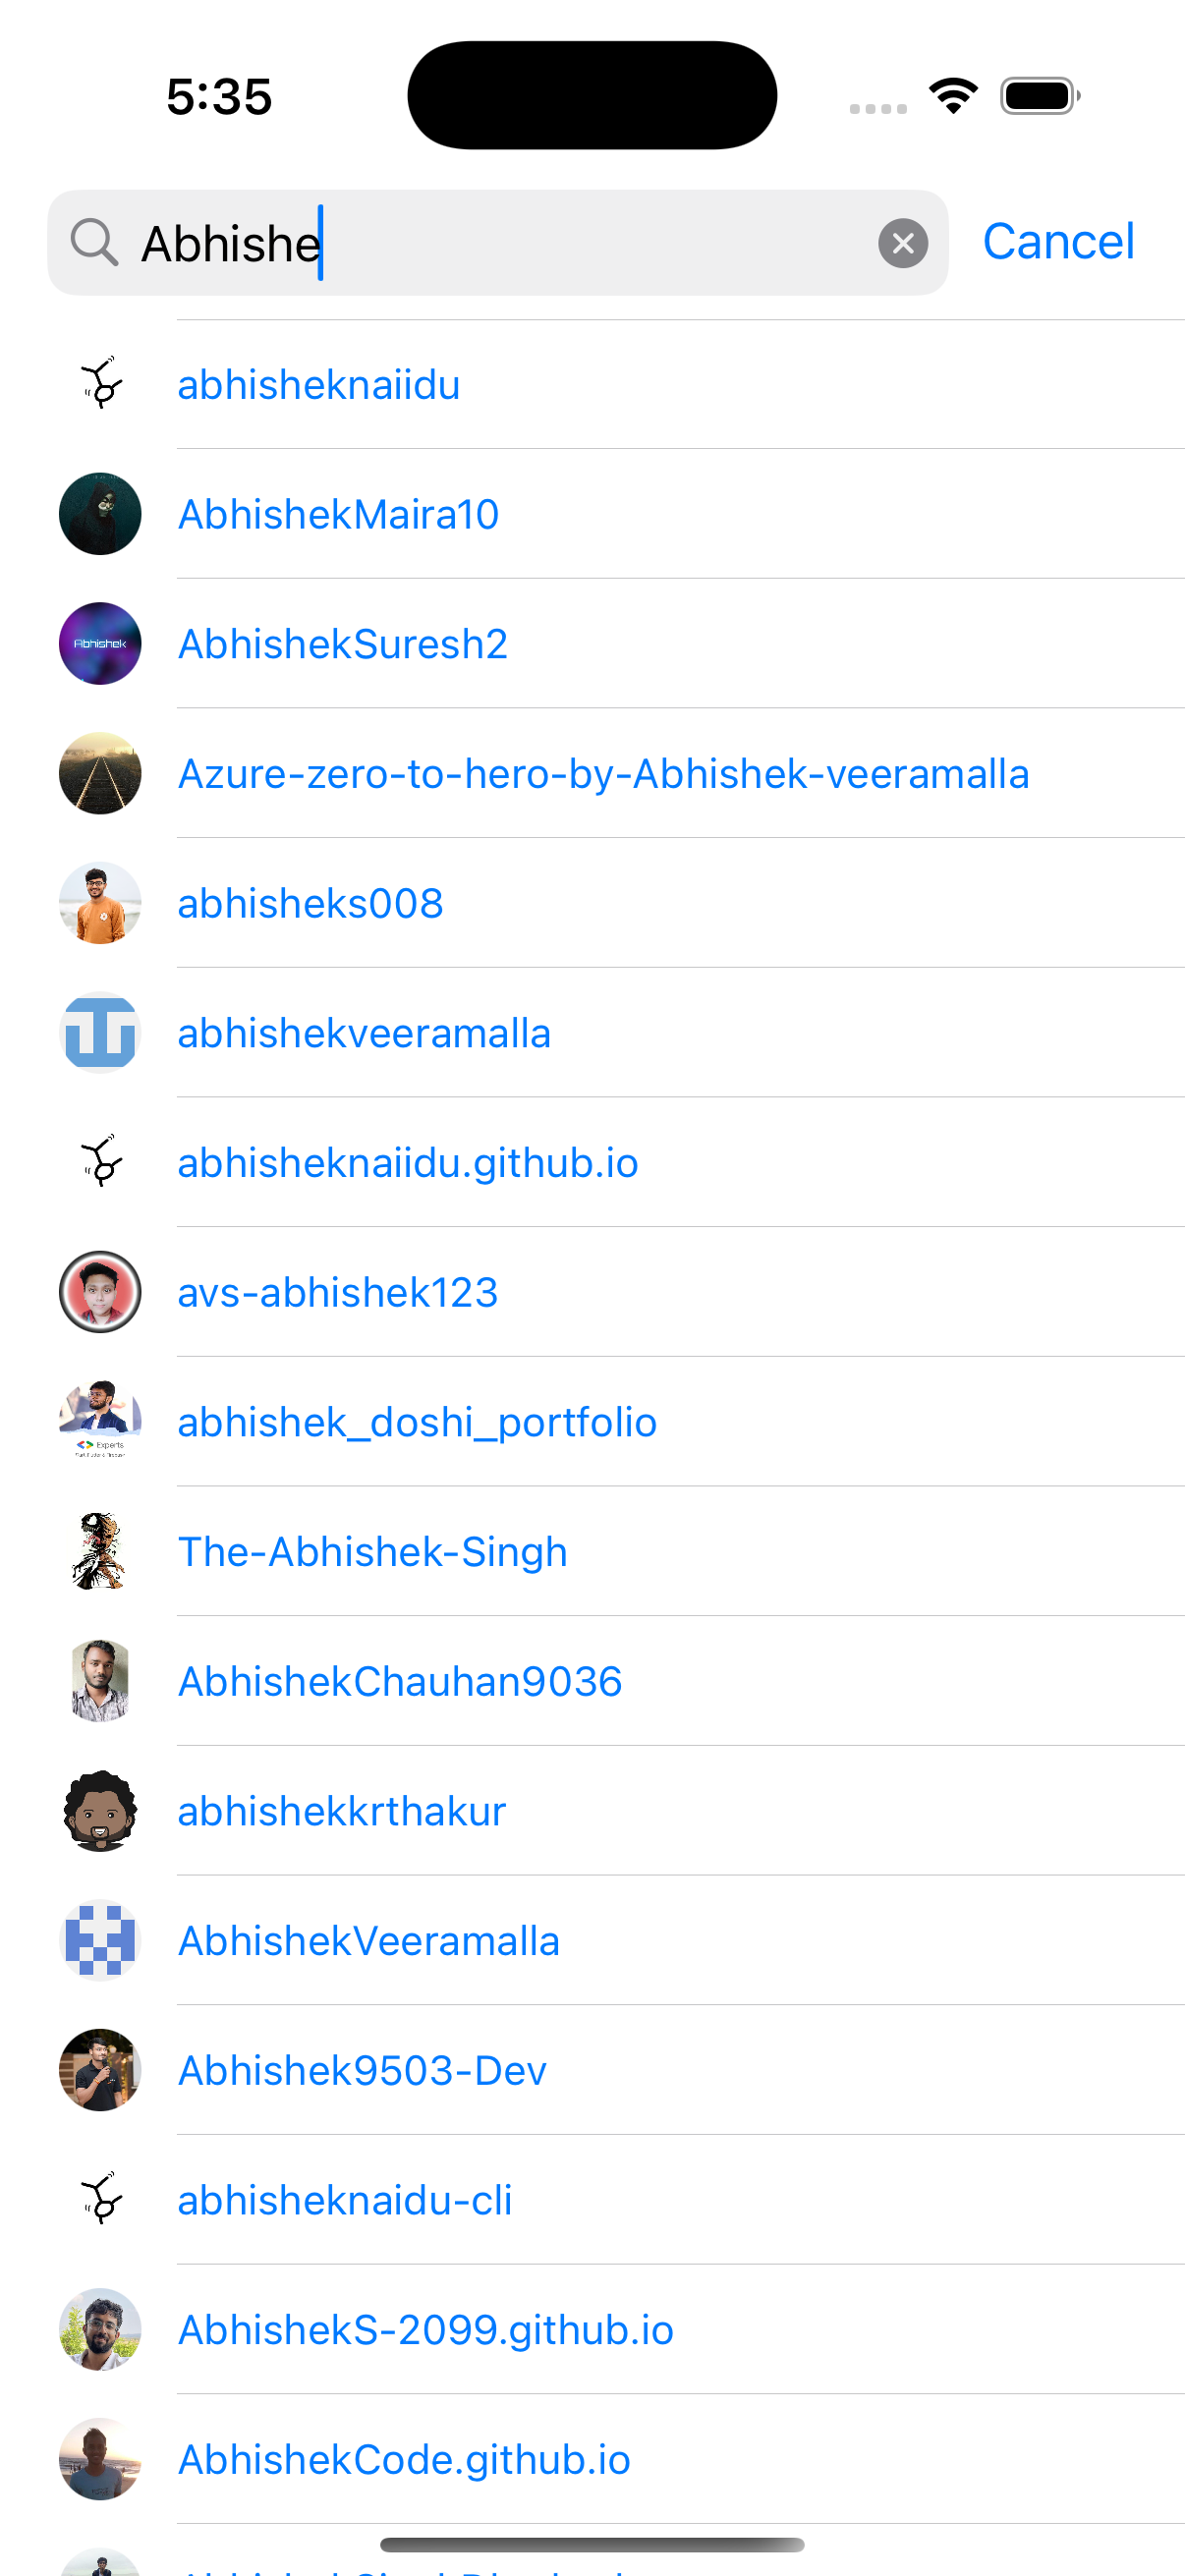 5:35
Abhishe
Cancel
abhisheknaiidu
AbhishekMaira10
Abhishek
AbhishekSuresh2
Azure-zero-to-hero-by-Abhishek-veeramalla
abhisheks008
abhishekveeramalla
abhisheknaiidu.github.io
avs-abhishek123
abhishek_doshi_portfolio
Experts
The-Abhishek-Singh
AbhishekChauhan9036
abhishekkrthakur
AbhishekVeeramalla
Abhishek9503-Dev
abhisheknaidu-cli
AbhishekS-2099.github.io
AbhishekCode.github.io